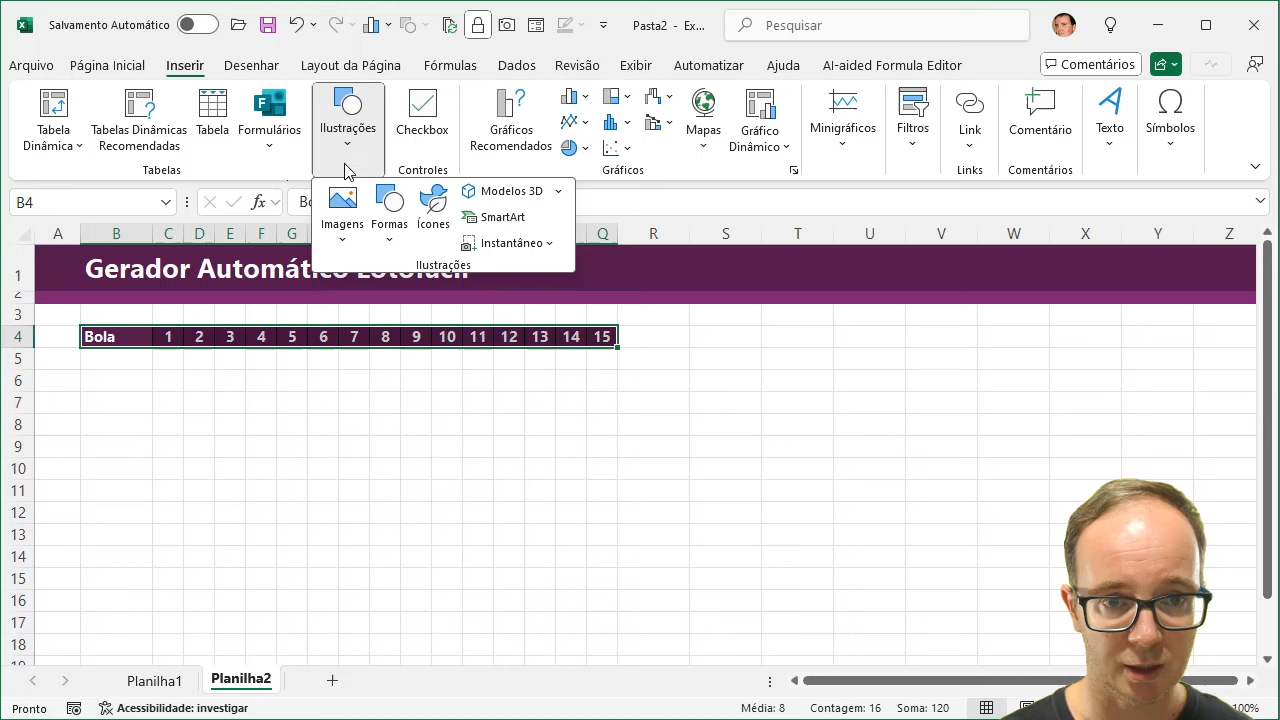 Salvamento Automático
Pasta2 - Ex...
Pesquisar
Arquivo Página Inicial Inserir Desenhar Layout da Página Fórmulas Dados Revisão Exibir Automatizar Ajuda AI-aided Formula Editor
Comentários
Tabela Dinâmica
Tabelas Dinâmicas Recomendadas
Tabela
Formulários
Ilustrações
Checkbox
Gráficos Recomendados
Mapas
Gráfico Dinâmico
Minigráficos
Filtros
Link
Comentário
Texto
Símbolos
Tabelas
Controles
Gráficos
Links
Comentários
B4
fx
Bo
Imagens
Formas
Ícones
Modelos 3D
SmartArt
Instantâneo
Ilustrações
A B C D E F G Q R S T U V W X Y Z
1
Gerador Automático Lotofácil
2
3
4 Bola 1 2 3 4 5 6 7 8 9 10 11 12 13 14 15
5
6
7
8
9
10
11
12
13
14
15
16
17
18
Planilha1 Planilha2
Pronto
Acessibilidade: investigar
Média: 8 Contagem: 16 Soma: 120
100%